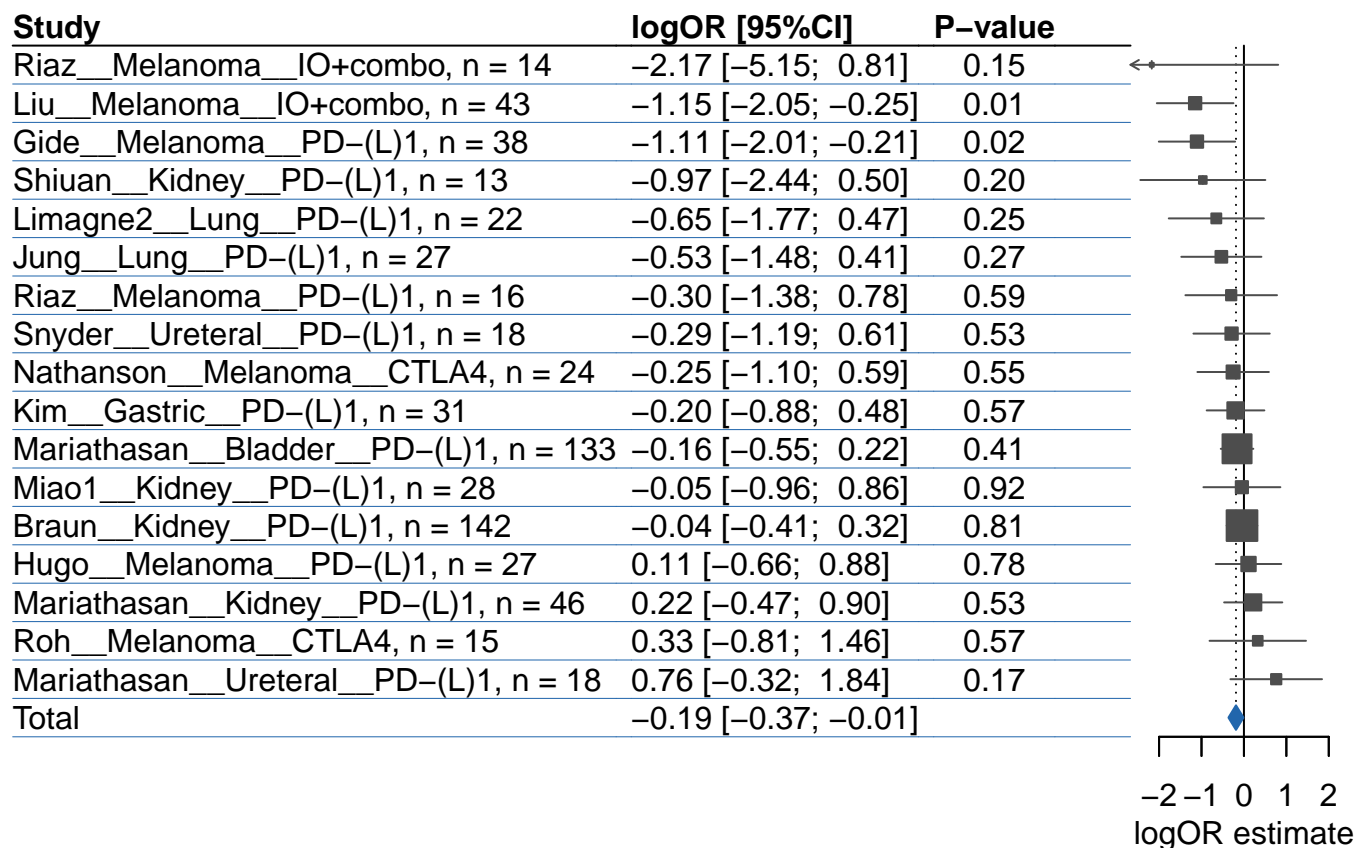 Study logOR [95%CI] P−value
Riaz__Melanoma__IO+combo, n = 14 −2.17 [−5.15; 0.81] 0.15
Liu__Melanoma__IO+combo, n = 43 −1.15 [−2.05; −0.25] 0.01
Gide__Melanoma__PD−(L)1, n = 38 −1.11 [−2.01; −0.21] 0.02
Shiuan__Kidney__PD−(L)1, n = 13 −0.97 [−2.44; 0.50] 0.20
Limagne2__Lung__PD−(L)1, n = 22 −0.65 [−1.77; 0.47] 0.25
Jung__Lung__PD−(L)1, n = 27 −0.53 [−1.48; 0.41] 0.27
Riaz__Melanoma__PD−(L)1, n = 16 −0.30 [−1.38; 0.78] 0.59
Snyder__Ureteral__PD−(L)1, n = 18 −0.29 [−1.19; 0.61] 0.53
Nathanson__Melanoma__CTLA4, n = 24 −0.25 [−1.10; 0.59] 0.55
Kim__Gastric__PD−(L)1, n = 31 −0.20 [−0.88; 0.48] 0.57
Mariathasan__Bladder__PD−(L)1, n = 133 −0.16 [−0.55; 0.22] 0.41
Miao1__Kidney__PD−(L)1, n = 28 −0.05 [−0.96; 0.86] 0.92
Braun__Kidney__PD−(L)1, n = 142 −0.04 [−0.41; 0.32] 0.81
Hugo__Melanoma__PD−(L)1, n = 27 0.11 [−0.66; 0.88] 0.78
Mariathasan__Kidney__PD−(L)1, n = 46 0.22 [−0.47; 0.90] 0.53
Roh__Melanoma__CTLA4, n = 15 0.33 [−0.81; 1.46] 0.57
Mariathasan__Ureteral__PD−(L)1, n = 18 0.76 [−0.32; 1.84] 0.17
Total −0.19 [−0.37; −0.01]
−2 −1 0 1 2
logOR estimate